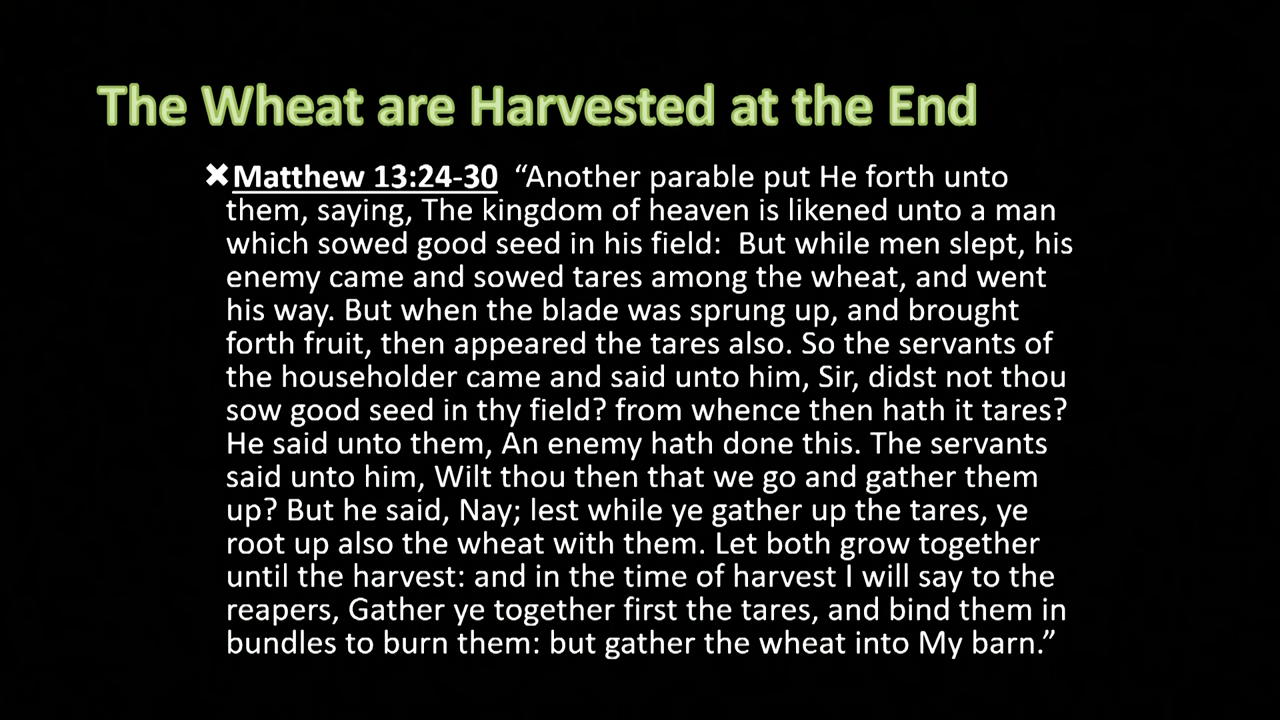 The Wheat are Harvested at the End
✖Matthew 13:24-30 “Another parable put He forth unto
them, saying, The kingdom of heaven is likened unto a man
which sowed good seed in his field: But while men slept, his
enemy came and sowed tares among the wheat, and went
his way. But when the blade was sprung up, and brought
forth fruit, then appeared the tares also. So the servants of
the householder came and said unto him, Sir, didst not thou
sow good seed in thy field? from whence then hath it tares?
He said unto them, An enemy hath done this. The servants
said unto him, Wilt thou then that we go and gather them
up? But he said, Nay; lest while ye gather up the tares, ye
root up also the wheat with them. Let both grow together
until the harvest: and in the time of harvest I will say to the
reapers, Gather ye together first the tares, and bind them in
bundles to burn them: but gather the wheat into My barn.”